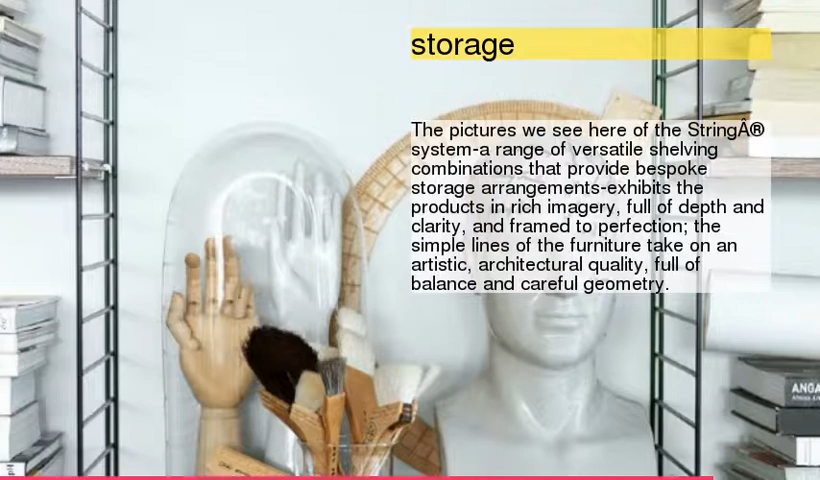 storage
The pictures we see here of the StringÂ®
system-a range of versatile shelving
combinations that provide bespoke
storage arrangements-exhibits the
products in rich imagery, full of depth and
clarity, and framed to perfection; the
simple lines of the furniture take on an
artistic, architectural quality, full of
balance and careful geometry.
ANGA